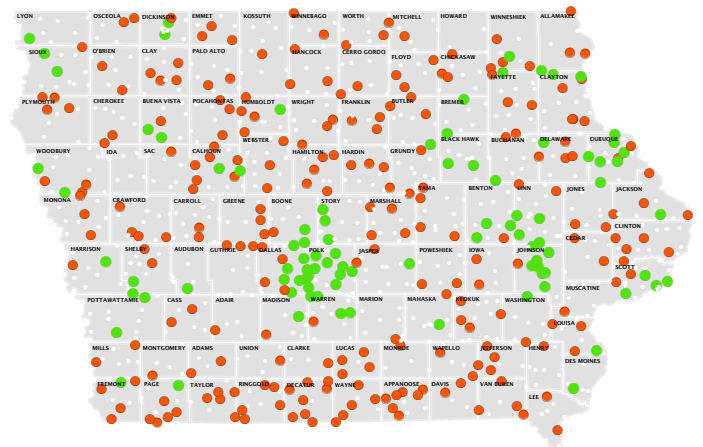 LYON OSCEOLA DICKINSON EMMET KOSSUTH WINNEBAGO WORTH MITCHELL HOWARD WINNESHIEK ALLAMAKEE
SIOUX O'BRIEN CLAY PALO ALTO HANCOCK CERRO GORDO FLOYD CHICKASAW
FAYETTE CLAYTON
PLYMOUTH CHEROKEE BUENA VISTA POCAHONTAS HUMBOLDT WRIGHT FRANKLIN BUTLER BREMER
WEBSTER BLACK HAWK BUCHANAN DELAWARE DUBUQUE
WOODBURY IDA SAC CALHOUN HAMILTON HARDIN GRUNDY
TAMA BENTON LINN JONES JACKSON
MONONA CRAWFORD CARROLL GREENE BOONE STORY MARSHALL
CLINTON
CEDAR
HARRISON SHELBY AUDUBON GUTHRIE DALLAS POLK JASPER POWESHIEK IOWA JOHNSON
SCOTT
MUSCATINE
POTTAWATTAMIE CASS ADAIR MADISON WARREN MARION MAHASKA KEOKUK WASHINGTON
LOUISA
MILLS MONTGOMERY ADAMS UNION CLARKE LUCAS MONROE WAPELLO JEFFERSON HENRY
DES MOINES
FREMONT PAGE TAYLOR RINGGOLD DECATUR WAYNE APPANOOSE DAVIS VAN BUREN
LEE